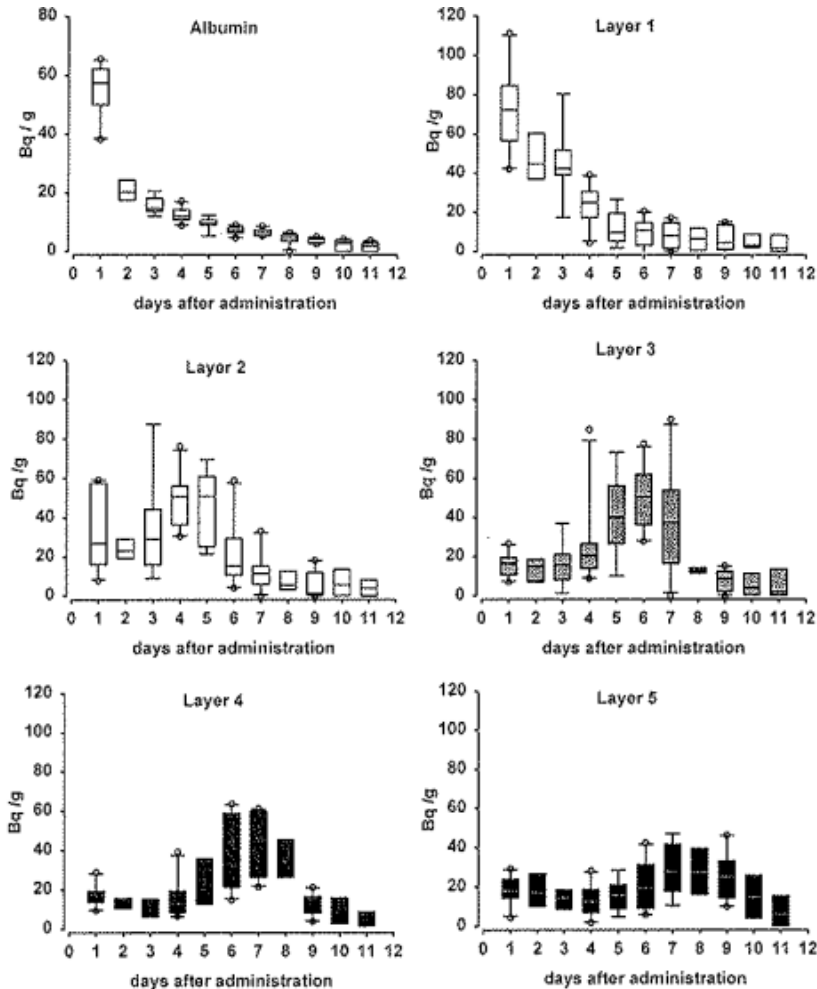 Albumin
Bq / g
80
60
40
20
0
0 1 2 3 4 5 6 7 8 9 10 11 12
days after administration
Layer 1
Bq / g
120
100
80
60
40
20
0
0 1 2 3 4 5 6 7 8 9 10 11 12
days after administration
Layer 2
Bq /g
120
100
80
60
40
20
0
0 1 2 3 4 5 6 7 8 9 10 11 12
days after administration
Layer 3
Bq /g
120
100
80
60
40
20
0
0 1 2 3 4 5 6 7 8 9 10 11 12
days after administration
Layer 4
Bq /g
120
100
80
60
40
20
0
0 1 2 3 4 5 6 7 8 9 10 11 12
days after administration
Layer 5
Bq /g
120
100
80
60
40
20
0
0 1 2 3 4 5 6 7 8 9 10 11 12
days after administration